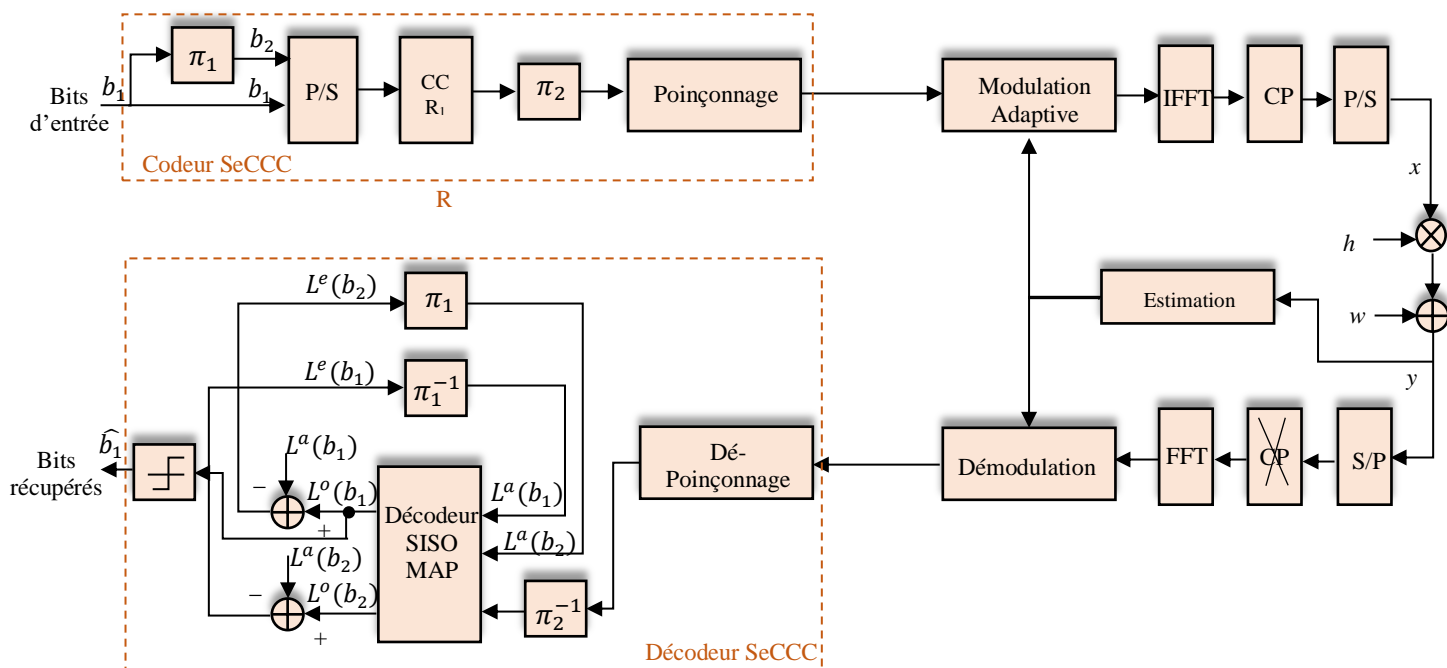 π₁
b₂
b₁
Bits
d’entrée
b₁
P/S
CC
R₁
π₂
Poinçonnage
Codeur SeCCC
R
Modulation
Adaptive
IFFT
CP
P/S
x
h
w
y
Estimation
Lᵉ(b₂)
π₁
Lᵉ(b₁)
π₁⁻¹
b̂₁
Bits
récupérés
Lᵃ(b₁)
−
Lᵒ(b₁)
+
Lᵃ(b₂)
−
Lᵒ(b₂)
+
Décodeur
SISO
MAP
Lᵃ(b₁)
Lᵃ(b₂)
π₂⁻¹
Dé-
Poinçonnage
Décodeur SeCCC
Démodulation
FFT
CP
S/P